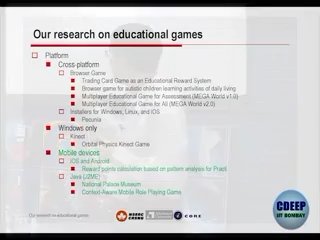 Our research on educational games
Platform
Cross-platform
Browser Game
Trading Card Game as an Educational Reward System
Browser game for autistic children learning activities of daily living
Multiplayer Educational Game for Assessment (MEGA World v1.0)
Multiplayer Educational Game for All (MEGA World v2.0)
Installers for Windows, Linux, and iOS
Pecunia
Windows only
Kinect
Orbital Physics Kinect Game
Mobile devices
iOS and Android
Reward points calculation based on pattern analysis for Practi
Java (J2ME)
National Palace Museum
Context-Aware Mobile Role Playing Game
Our research on educational games
NSERC
CRSNG
CDEEP
IIT BOMBAY